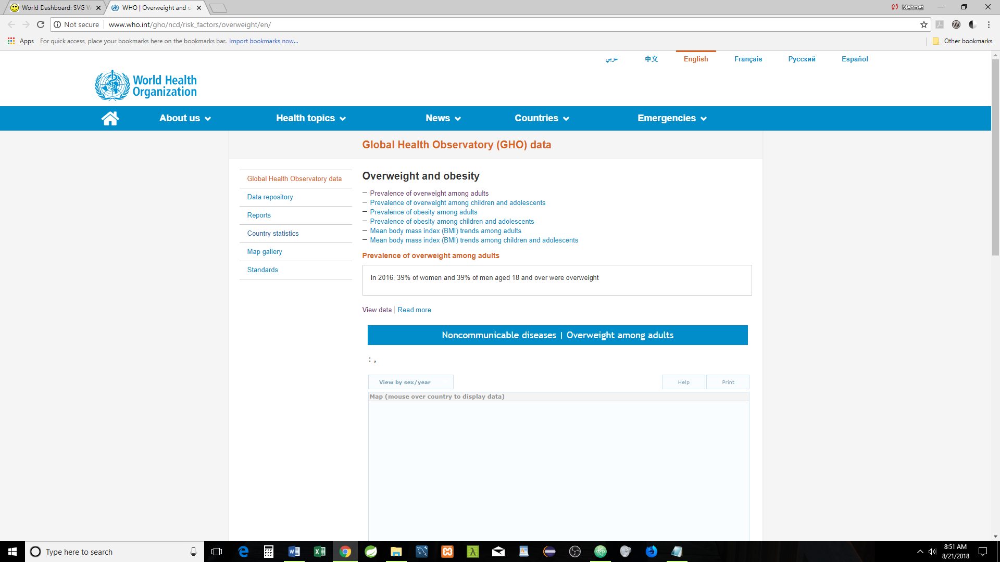 World Dashboard: SVG W
WHO | Overweight and o
Mehmet
Not secure
www.who.int/gho/ncd/risk_factors/overweight/en/
Apps
For quick access, place your bookmarks here on the bookmarks bar. Import bookmarks now...
Other bookmarks
عربي
中文
English
Français
Русский
Español
World Health
Organization
About us
Health topics
News
Countries
Emergencies
Global Health Observatory (GHO) data
Global Health Observatory data
Data repository
Reports
Country statistics
Map gallery
Standards
Overweight and obesity
– Prevalence of overweight among adults
– Prevalence of overweight among children and adolescents
– Prevalence of obesity among adults
– Prevalence of obesity among children and adolescents
– Mean body mass index (BMI) trends among adults
– Mean body mass index (BMI) trends among children and adolescents
Prevalence of overweight among adults
In 2016, 39% of women and 39% of men aged 18 and over were overweight
View data | Read more
Noncommunicable diseases | Overweight among adults
: ,
View by sex/year
Help
Print
Map (mouse over country to display data)
Type here to search
8:51 AM
8/21/2018